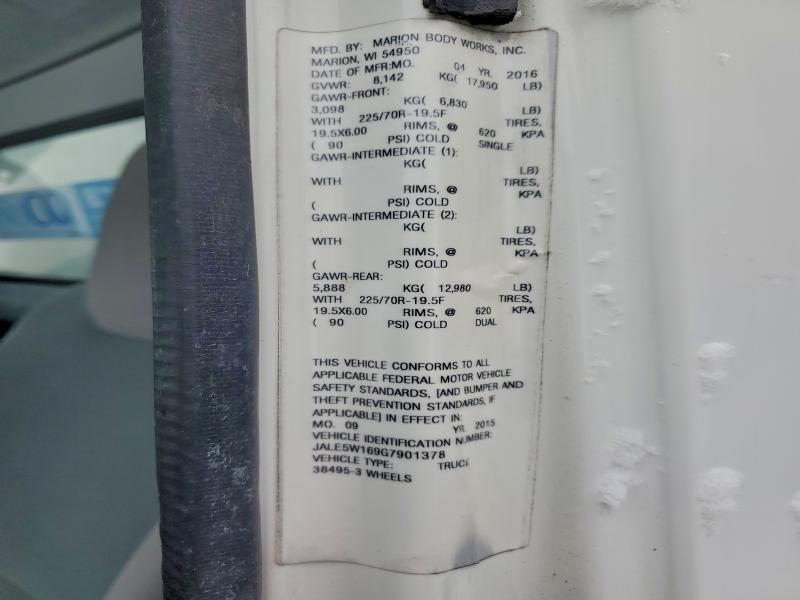 MFD. BY: MARION BODY WORKS, INC.
MARION, WI 54950
DATE OF MFR:MO. 04 YR. 2016
GVWR: 8,142 KG( 17,950 LB)
GAWR-FRONT:
3,098 KG( 6,830 LB)
WITH 225/70R-19.5F TIRES,
19.5X6.00 RIMS, @ 620 KPA
( 90 PSI) COLD SINGLE
GAWR-INTERMEDIATE (1):
KG( LB)
WITH TIRES,
RIMS, @ KPA
( PSI) COLD
GAWR-INTERMEDIATE (2):
KG( LB)
WITH TIRES,
RIMS, @ KPA
( PSI) COLD
GAWR-REAR:
5,888 KG( 12,980 LB)
WITH 225/70R-19.5F TIRES,
19.5X6.00 RIMS, @ 620 KPA
( 90 PSI) COLD DUAL
THIS VEHICLE CONFORMS TO ALL
APPLICABLE FEDERAL MOTOR VEHICLE
SAFETY STANDARDS, [AND BUMPER AND
THEFT PREVENTION STANDARDS, IF
APPLICABLE] IN EFFECT IN:
MO. 09 YR. 2015
VEHICLE IDENTIFICATION NUMBER:
JALE5W169G7901378
VEHICLE TYPE: TRUCK
38495-3 WHEELS